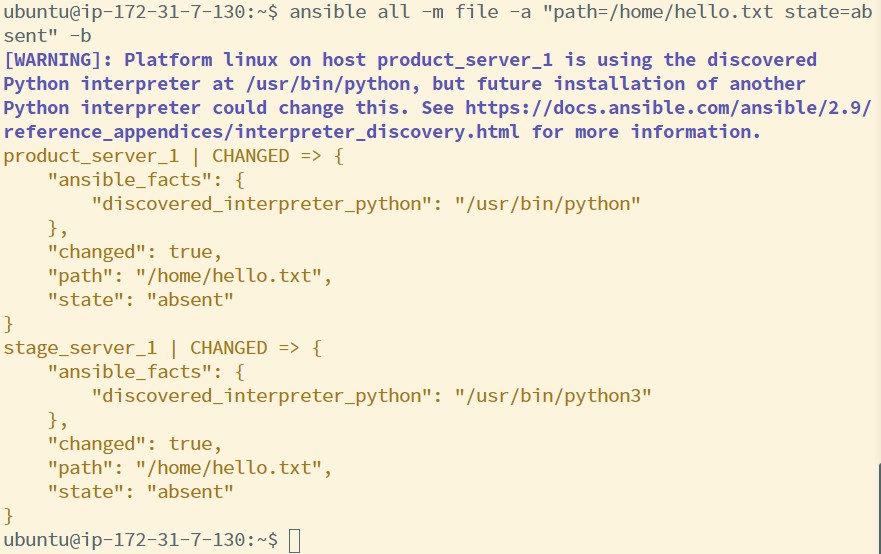 ubuntu@ip-172-31-7-130:~$ ansible all -m file -a "path=/home/hello.txt state=ab
sent" -b
[WARNING]: Platform linux on host product_server_1 is using the discovered
Python interpreter at /usr/bin/python, but future installation of another
Python interpreter could change this. See https://docs.ansible.com/ansible/2.9/
reference_appendices/interpreter_discovery.html for more information.
product_server_1 | CHANGED => {
    "ansible_facts": {
        "discovered_interpreter_python": "/usr/bin/python"
    },
    "changed": true,
    "path": "/home/hello.txt",
    "state": "absent"
}
stage_server_1 | CHANGED => {
    "ansible_facts": {
        "discovered_interpreter_python": "/usr/bin/python3"
    },
    "changed": true,
    "path": "/home/hello.txt",
    "state": "absent"
}
ubuntu@ip-172-31-7-130:~$